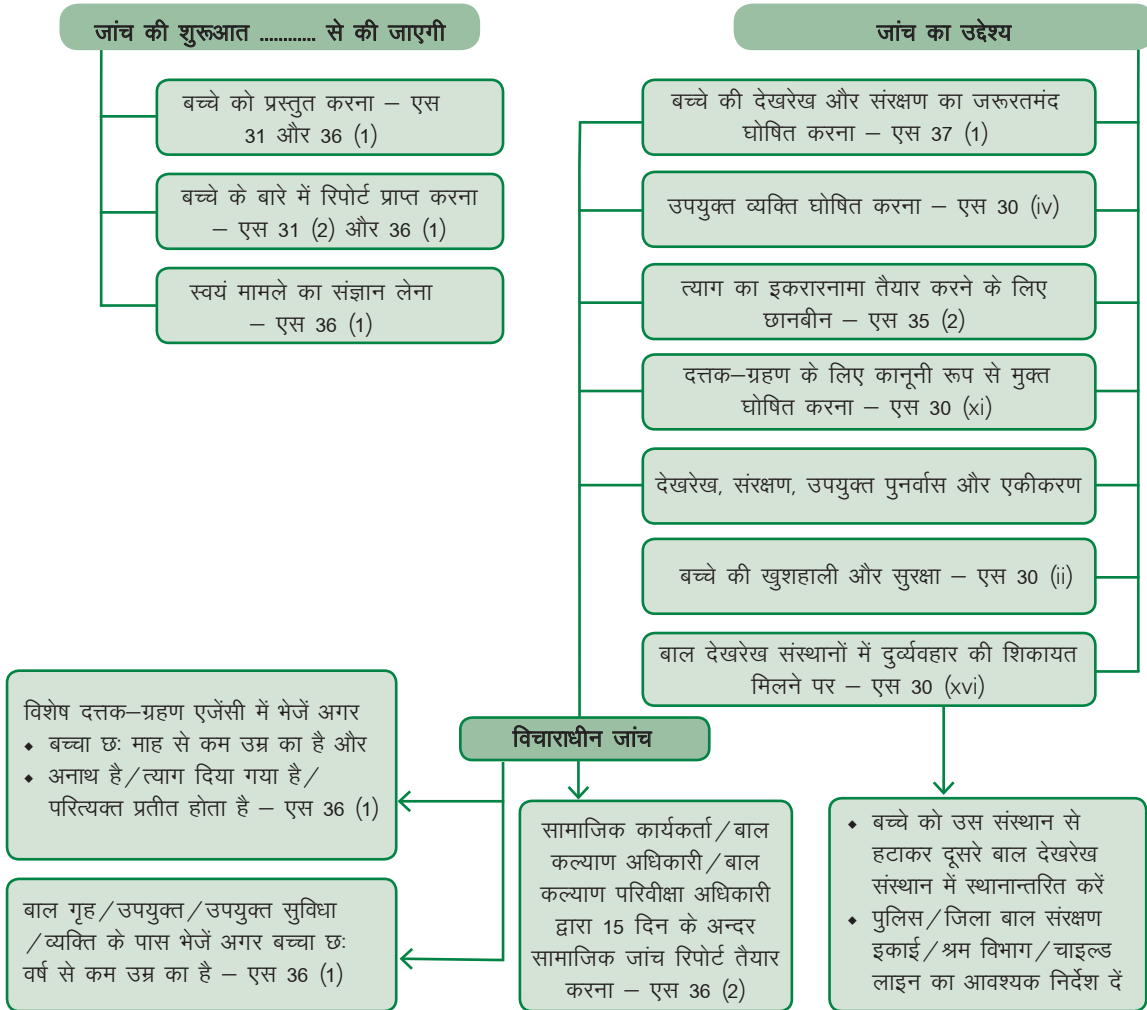 जांच की शुरूआत ............ से की जाएगी
बच्चे को प्रस्तुत करना – एस
31 और 36 (1)
बच्चे के बारे में रिपोर्ट प्राप्त करना
– एस 31 (2) और 36 (1)
स्वयं मामले का संज्ञान लेना
– एस 36 (1)
जांच का उद्देश्य
बच्चे की देखरेख और संरक्षण का जरूरतमंद
घोषित करना – एस 37 (1)
उपयुक्त व्यक्ति घोषित करना – एस 30 (iv)
त्याग का इकरारनामा तैयार करने के लिए
छानबीन – एस 35 (2)
दत्तक–ग्रहण के लिए कानूनी रूप से मुक्त
घोषित करना – एस 30 (xi)
देखरेख, संरक्षण, उपयुक्त पुनर्वास और एकीकरण
बच्चे की खुशहाली और सुरक्षा – एस 30 (ii)
बाल देखरेख संस्थानों में दुर्व्यवहार की शिकायत
मिलने पर – एस 30 (xvi)
विचाराधीन जांच
विशेष दत्तक–ग्रहण एजेंसी में भेजें अगर
◆ बच्चा छः माह से कम उम्र का है और
◆ अनाथ है/त्याग दिया गया है/
परित्यक्त प्रतीत होता है – एस 36 (1)
बाल गृह/उपयुक्त/उपयुक्त सुविधा
/व्यक्ति के पास भेजें अगर बच्चा छः
वर्ष से कम उम्र का है – एस 36 (1)
सामाजिक कार्यकर्ता/बाल
कल्याण अधिकारी/बाल
कल्याण परिवीक्षा अधिकारी
द्वारा 15 दिन के अन्दर
सामाजिक जांच रिपोर्ट तैयार
करना – एस 36 (2)
◆ बच्चे को उस संस्थान से
हटाकर दूसरे बाल देखरेख
संस्थान में स्थानान्तरित करें
◆ पुलिस/जिला बाल संरक्षण
इकाई/श्रम विभाग/चाइल्ड
लाइन का आवश्यक निर्देश दें